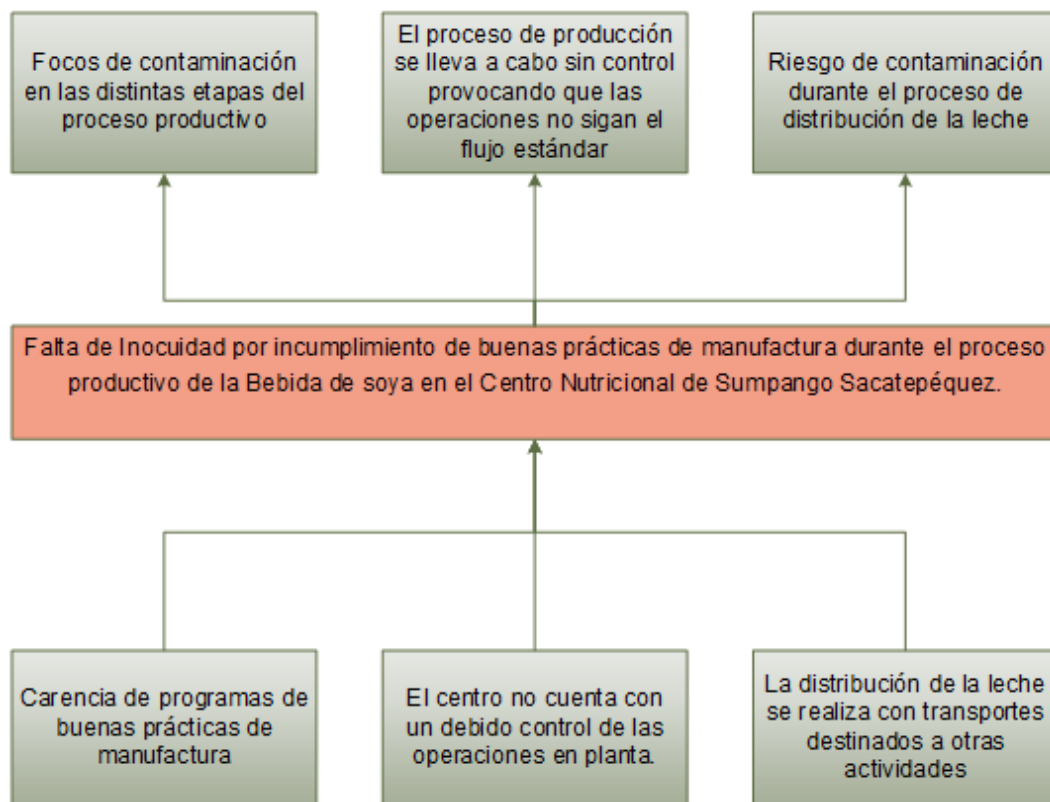 Focos de contaminación
en las distintas etapas del
proceso productivo
El proceso de producción
se lleva a cabo sin control
provocando que las
operaciones no sigan el
flujo estándar
Riesgo de contaminación
durante el proceso de
distribución de la leche
Falta de Inocuidad por incumplimiento de buenas prácticas de manufactura durante el proceso
productivo de la Bebida de soya en el Centro Nutricional de Sumpango Sacatepéquez.
Carencia de programas de
buenas prácticas de
manufactura
El centro no cuenta con
un debido control de las
operaciones en planta.
La distribución de la leche
se realiza con transportes
destinados a otras
actividades